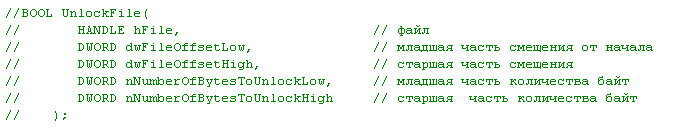 //BOOL UnlockFile(
//       HANDLE hFile,                         // файл
//       DWORD dwFileOffsetLow,                // младшая часть смещения от начала
//       DWORD dwFileOffsetHigh,               // старшая часть смещения
//       DWORD nNumberOfBytesToUnlockLow,      // младшая часть количества байт
//       DWORD nNumberOfBytesToUnlockHigh      // старшая  часть количества байт
//    );